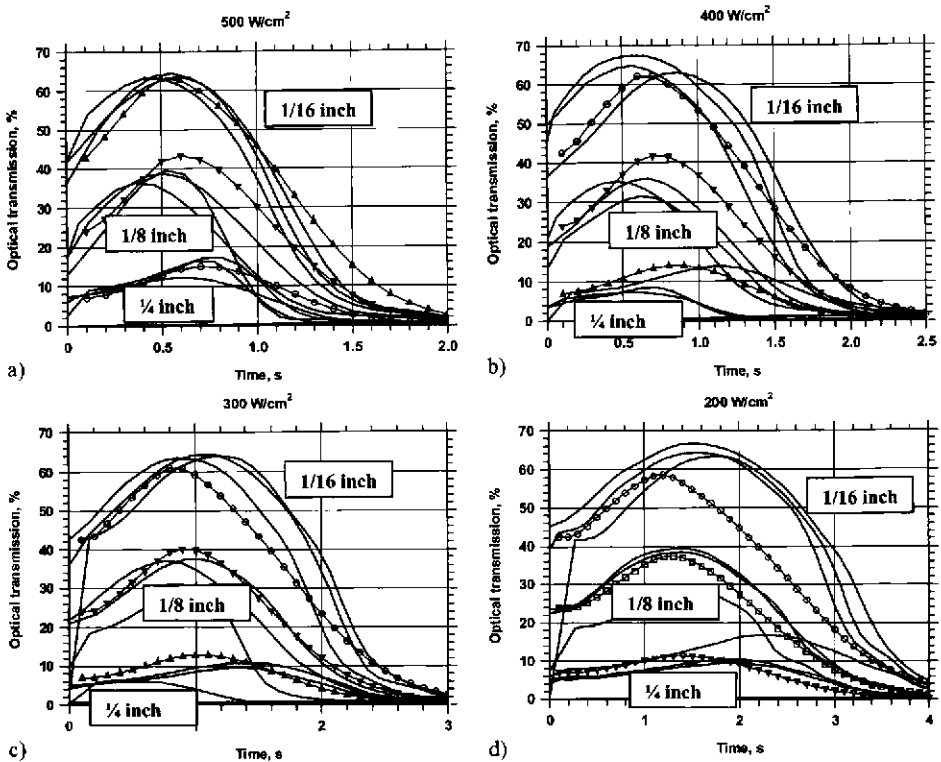 500 W/cm²
70
60
50
40
30
20
10
0
Optical transmission, %
1/16 inch
1/8 inch
¼ inch
0 0.5 1.0 1.5 2.0
Time, s
a)
400 W/cm²
70
60
50
40
30
20
10
0
Optical transmission, %
1/16 inch
1/8 inch
¼ inch
0 0.5 1.0 1.5 2.0 2.5
Time, s
b)
300 W/cm²
70
60
50
40
30
20
10
0
Optical transmission, %
1/16 inch
1/8 inch
¼ inch
0 1 2 3
Time, s
c)
200 W/cm²
70
60
50
40
30
20
10
0
Optical transmission, %
1/16 inch
1/8 inch
¼ inch
0 1 2 3 4
Time, s
d)